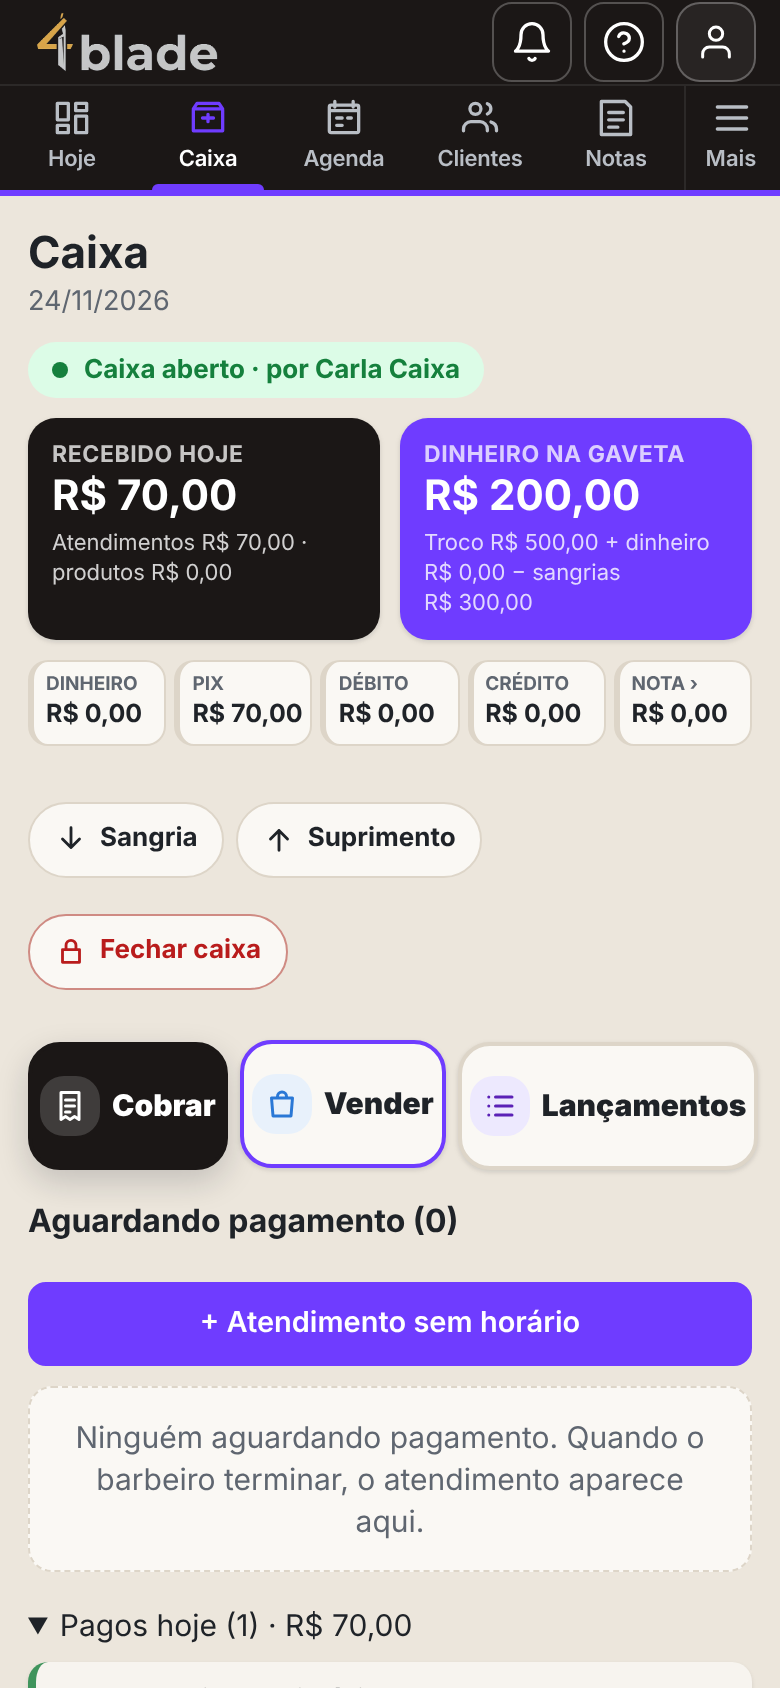 4blade
Hoje
Caixa
Agenda
Clientes
Notas
Mais
Caixa
24/11/2026
Caixa aberto · por Carla Caixa
RECEBIDO HOJE
R$ 70,00
Atendimentos R$ 70,00 ·
produtos R$ 0,00
DINHEIRO NA GAVETA
R$ 200,00
Troco R$ 500,00 + dinheiro
R$ 0,00 − sangrias
R$ 300,00
DINHEIRO
R$ 0,00
PIX
R$ 70,00
DÉBITO
R$ 0,00
CRÉDITO
R$ 0,00
NOTA ›
R$ 0,00
Sangria
Suprimento
Fechar caixa
Cobrar
Vender
Lançamentos
Aguardando pagamento (0)
+ Atendimento sem horário
Ninguém aguardando pagamento. Quando o
barbeiro terminar, o atendimento aparece
aqui.
▼ Pagos hoje (1) · R$ 70,00